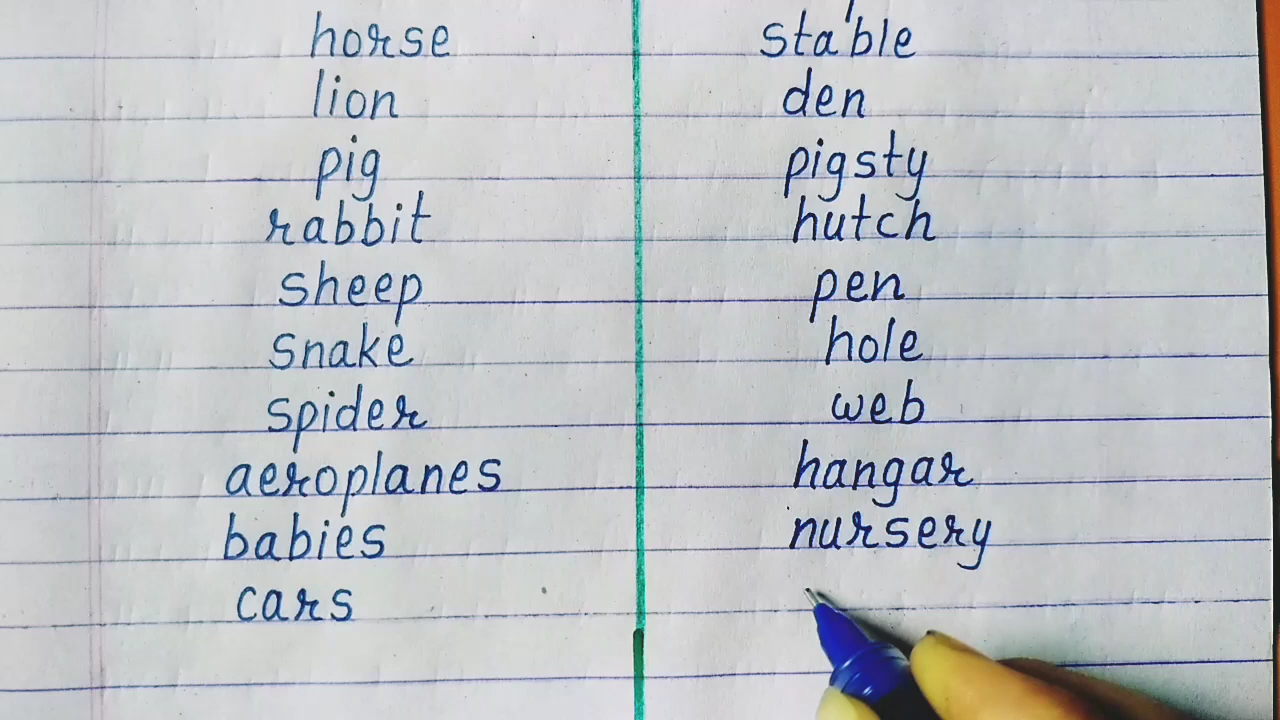 horse stable
lion den
pig pigsty
rabbit hutch
sheep pen
snake hole
spider web
aeroplanes hangar
babies nursery
cars